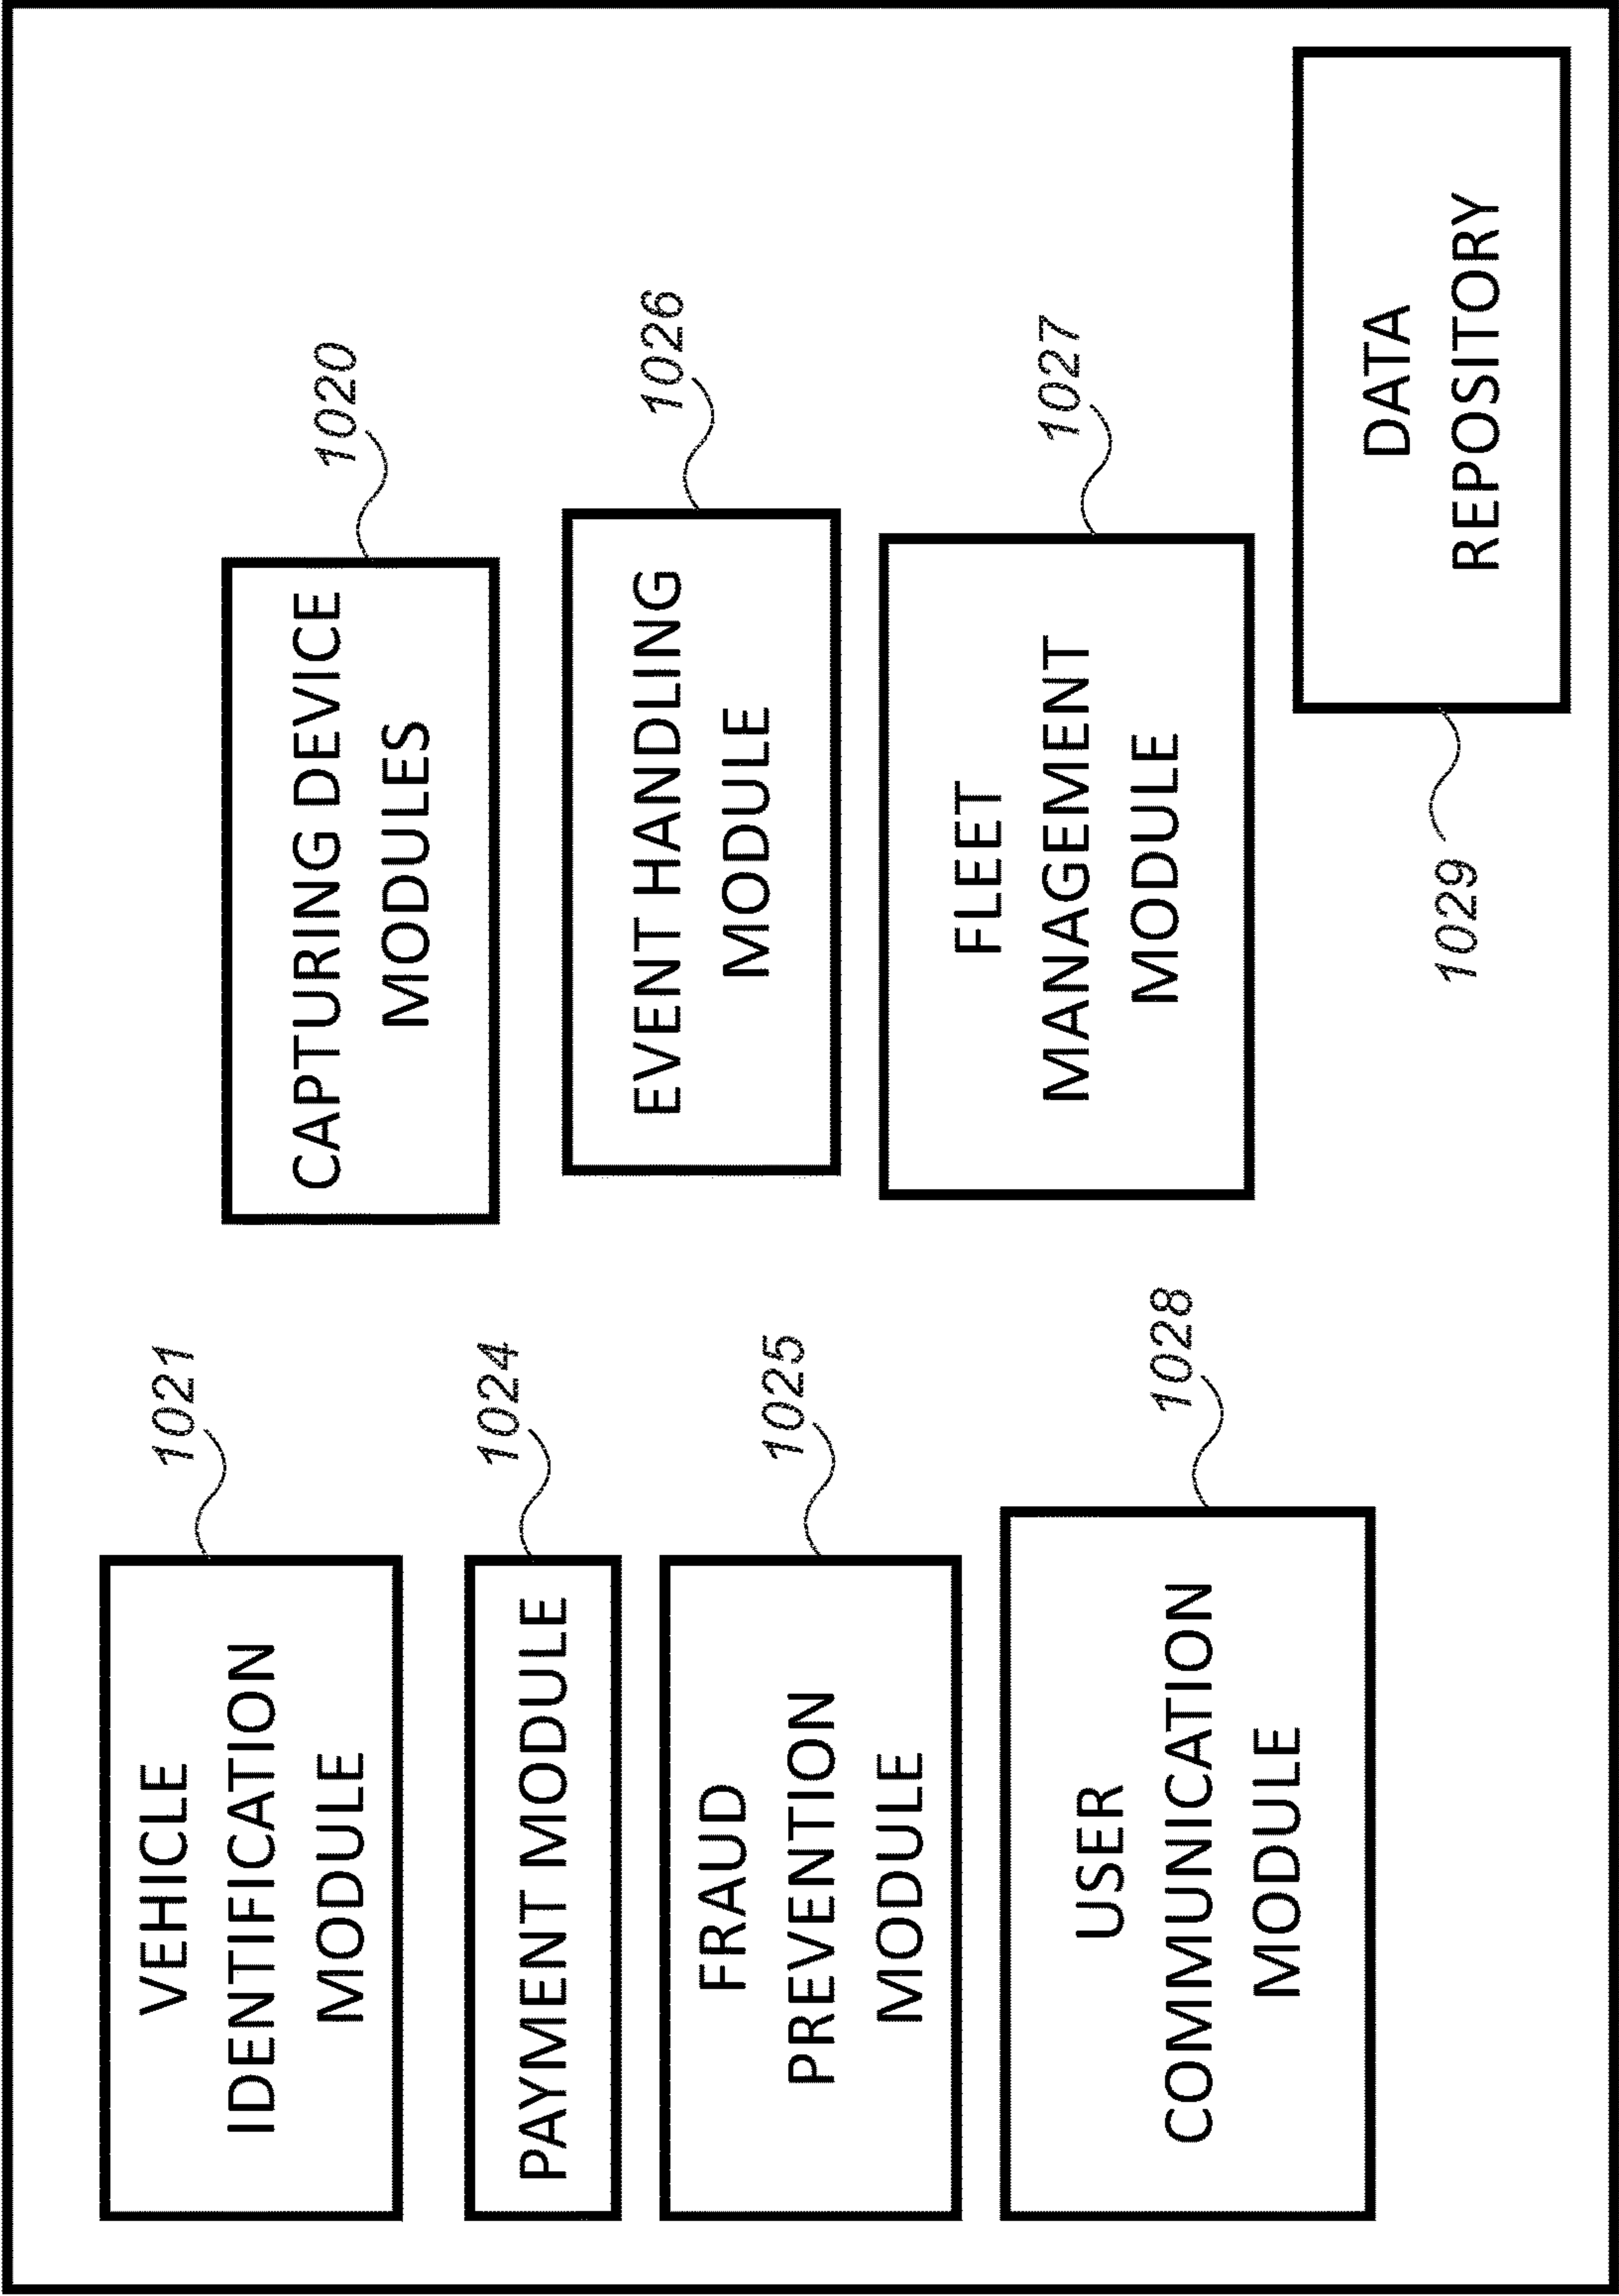 VEHICLE
IDENTIFICATION
MODULE
1021
PAYMENT MODULE
1024
FRAUD
PREVENTION
MODULE
1025
USER
COMMUNICATION
MODULE
1028
CAPTURING DEVICE
MODULES
1020
EVENT HANDLING
MODULE
1026
FLEET
MANAGEMENT
MODULE
1027
DATA
REPOSITORY
1029